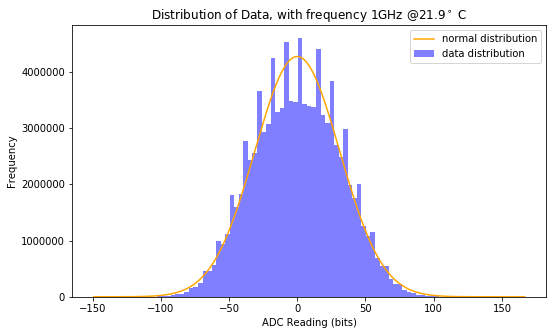 Distribution of Data, with frequency 1GHz @21.9° C
normal distribution
data distribution
Frequency
4000000
3000000
2000000
1000000
0
−150
−100
−50
0
50
100
150
ADC Reading (bits)